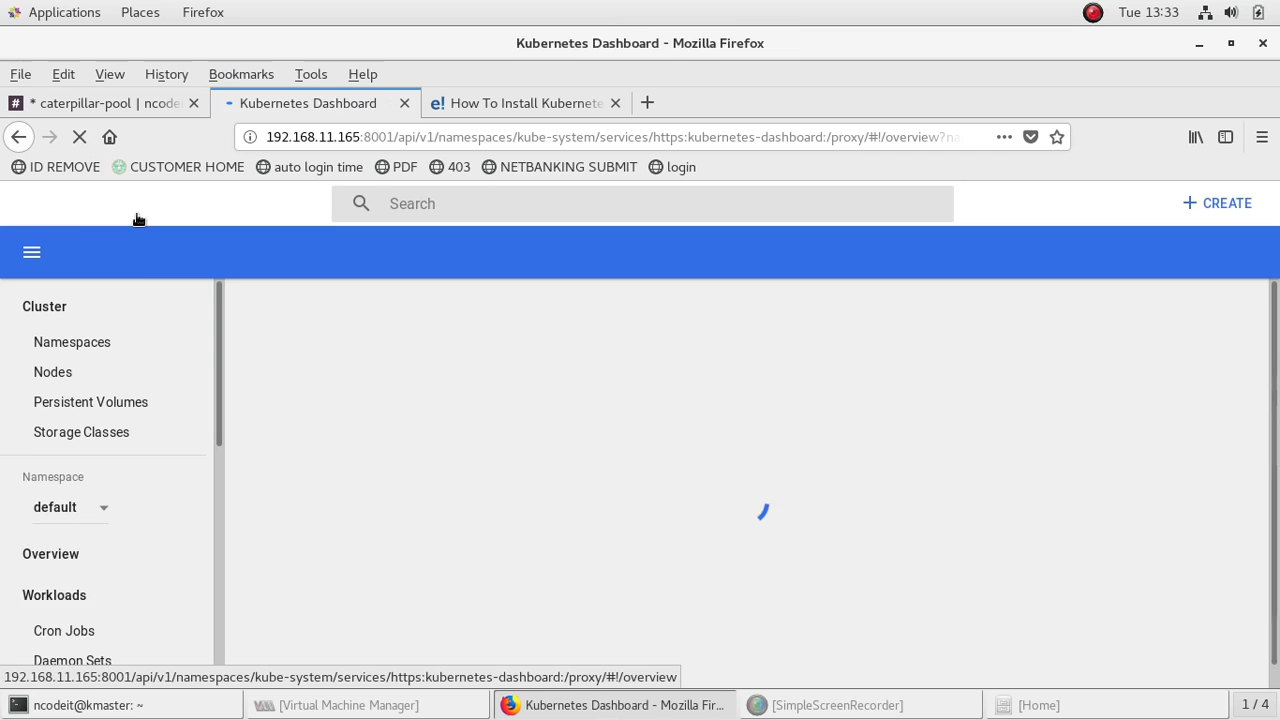 Applications Places Firefox Tue 13:33
Kubernetes Dashboard - Mozilla Firefox
File Edit View History Bookmarks Tools Help
* caterpillar-pool | ncode Kubernetes Dashboard e! How To Install Kubernete
192.168.11.165:8001/api/v1/namespaces/kube-system/services/https:kubernetes-dashboard:/proxy/#!/overview?na
ID REMOVE CUSTOMER HOME auto login time PDF 403 NETBANKING SUBMIT login
Search + CREATE
Cluster
Namespaces
Nodes
Persistent Volumes
Storage Classes
Namespace
default
Overview
Workloads
Cron Jobs
Daemon Sets
192.168.11.165:8001/api/v1/namespaces/kube-system/services/https:kubernetes-dashboard:/proxy/#!/overview
ncodeit@kmaster: ~ [Virtual Machine Manager] Kubernetes Dashboard - Mozilla Fir... [SimpleScreenRecorder] [Home] 1 / 4